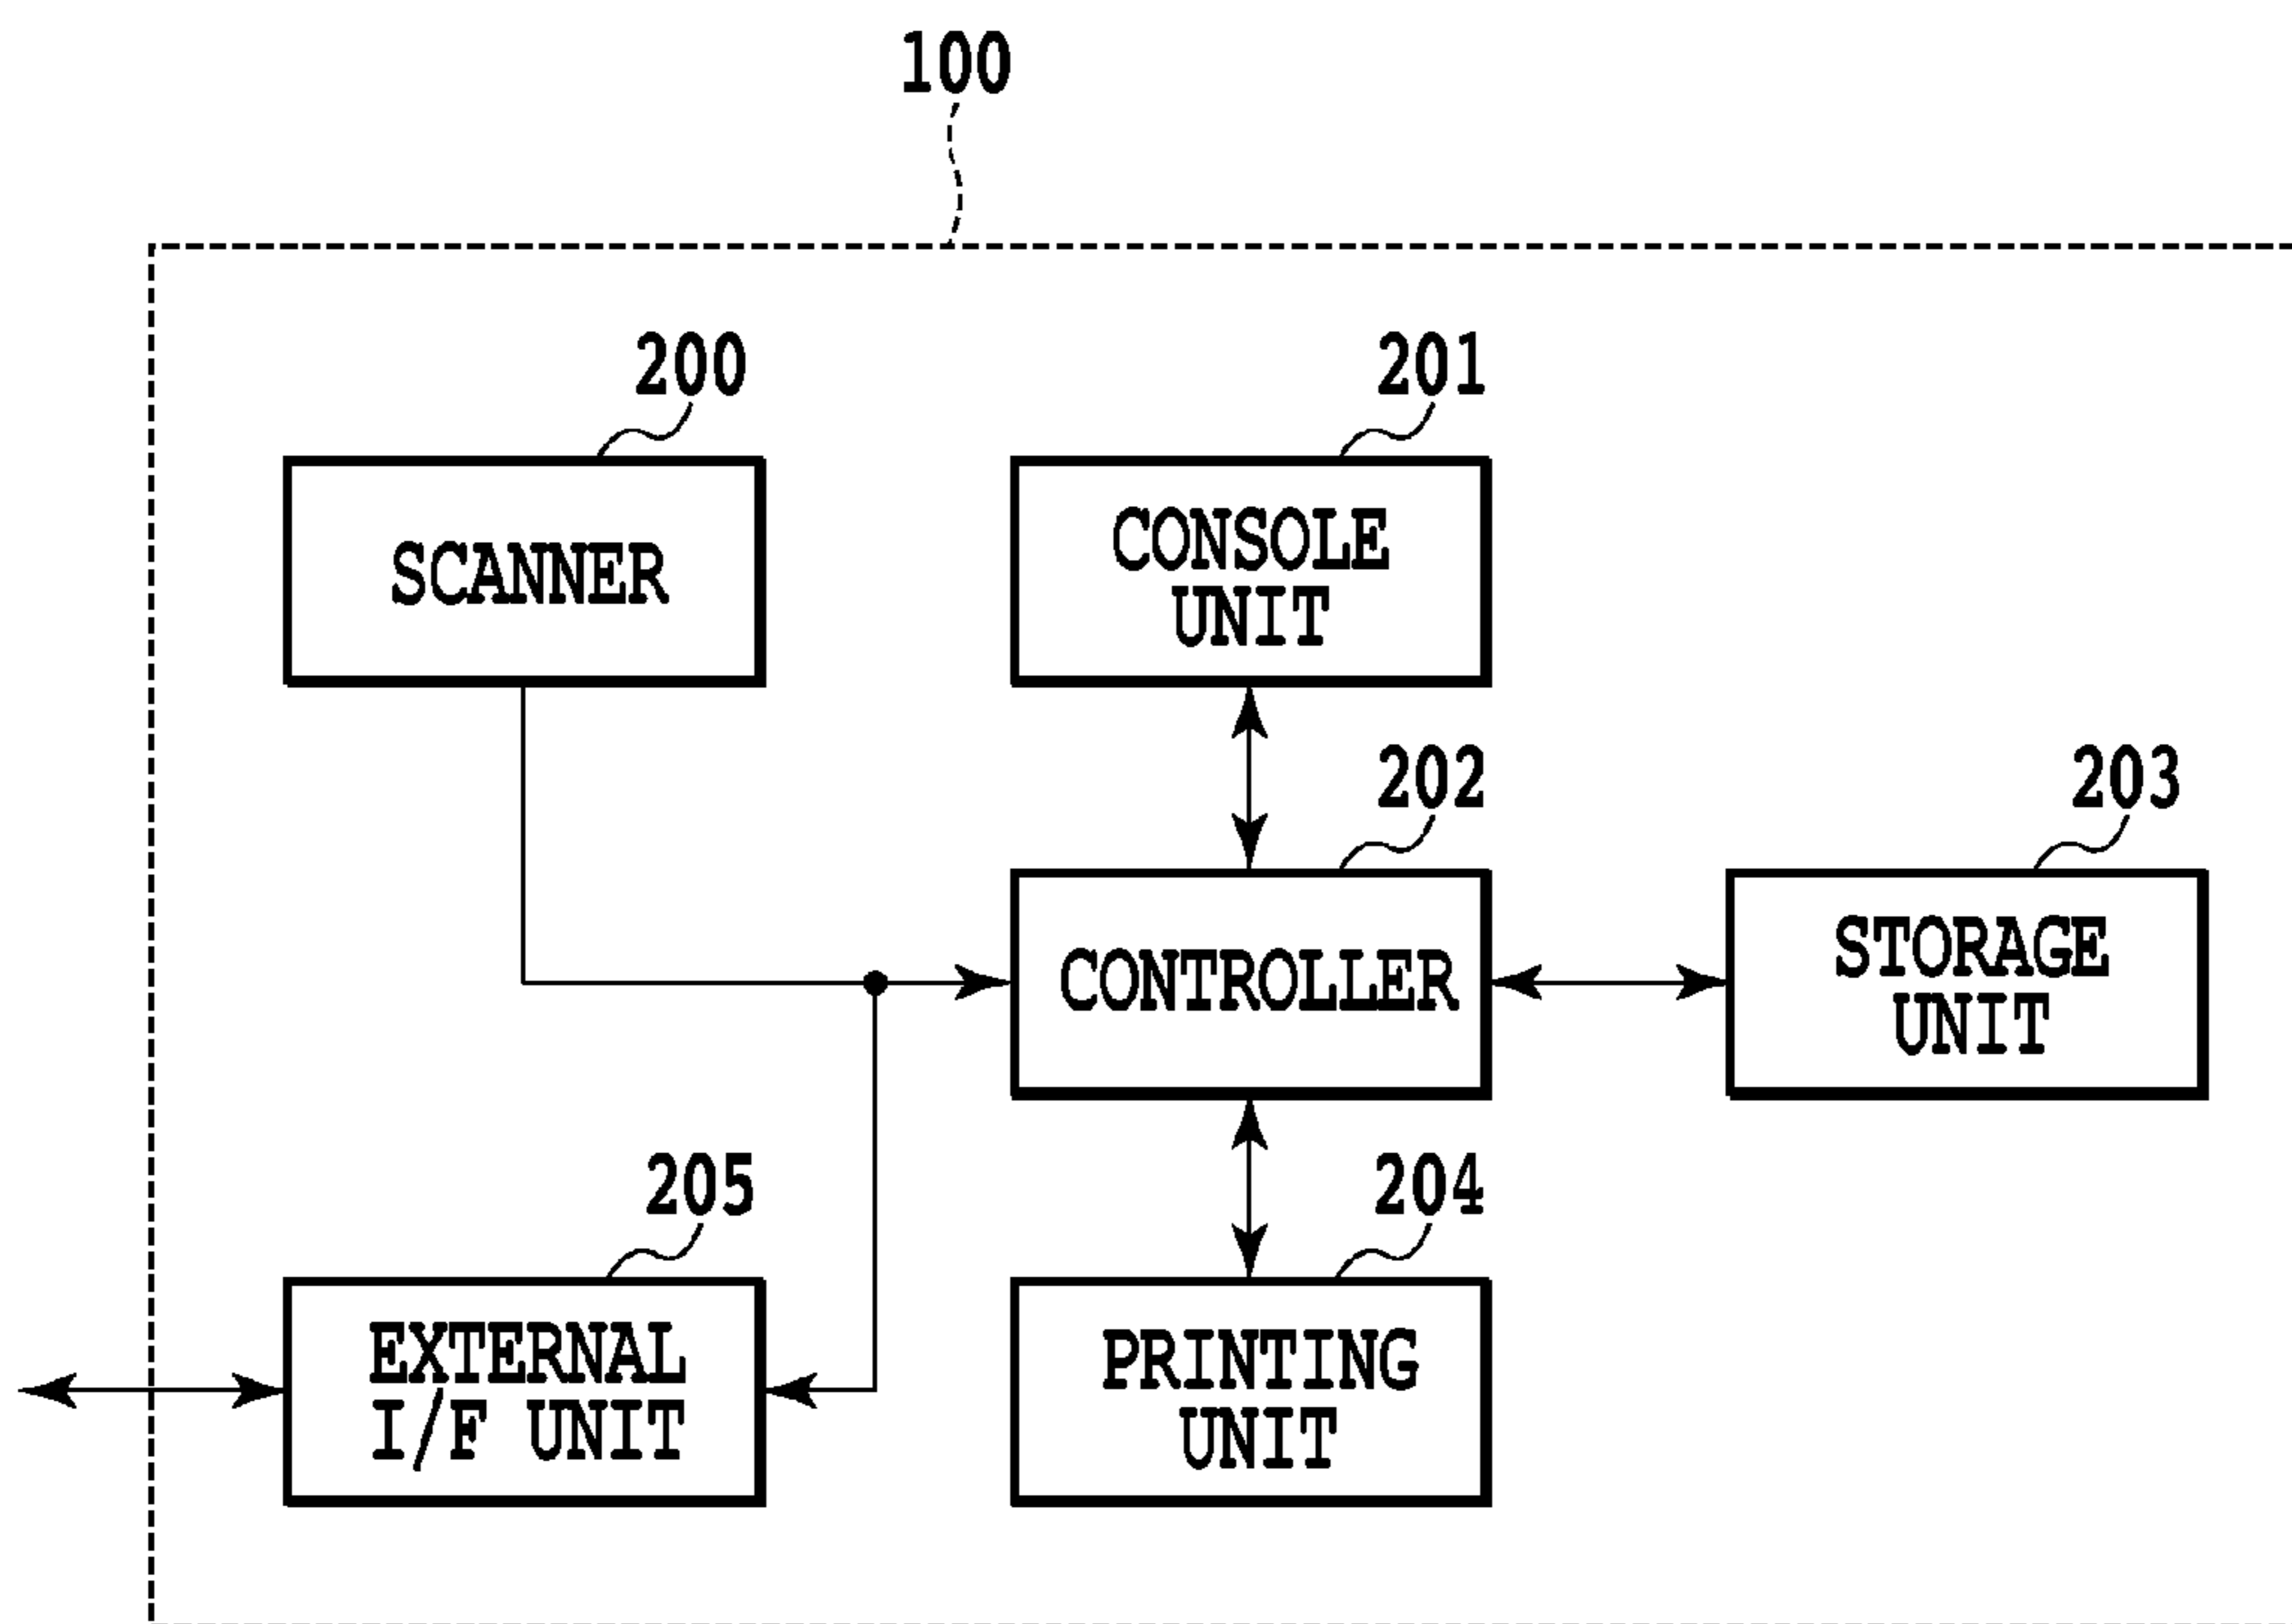 100
200
SCANNER
201
CONSOLE
UNIT
202
CONTROLLER
203
STORAGE
UNIT
205
EXTERNAL
I/F UNIT
204
PRINTING
UNIT